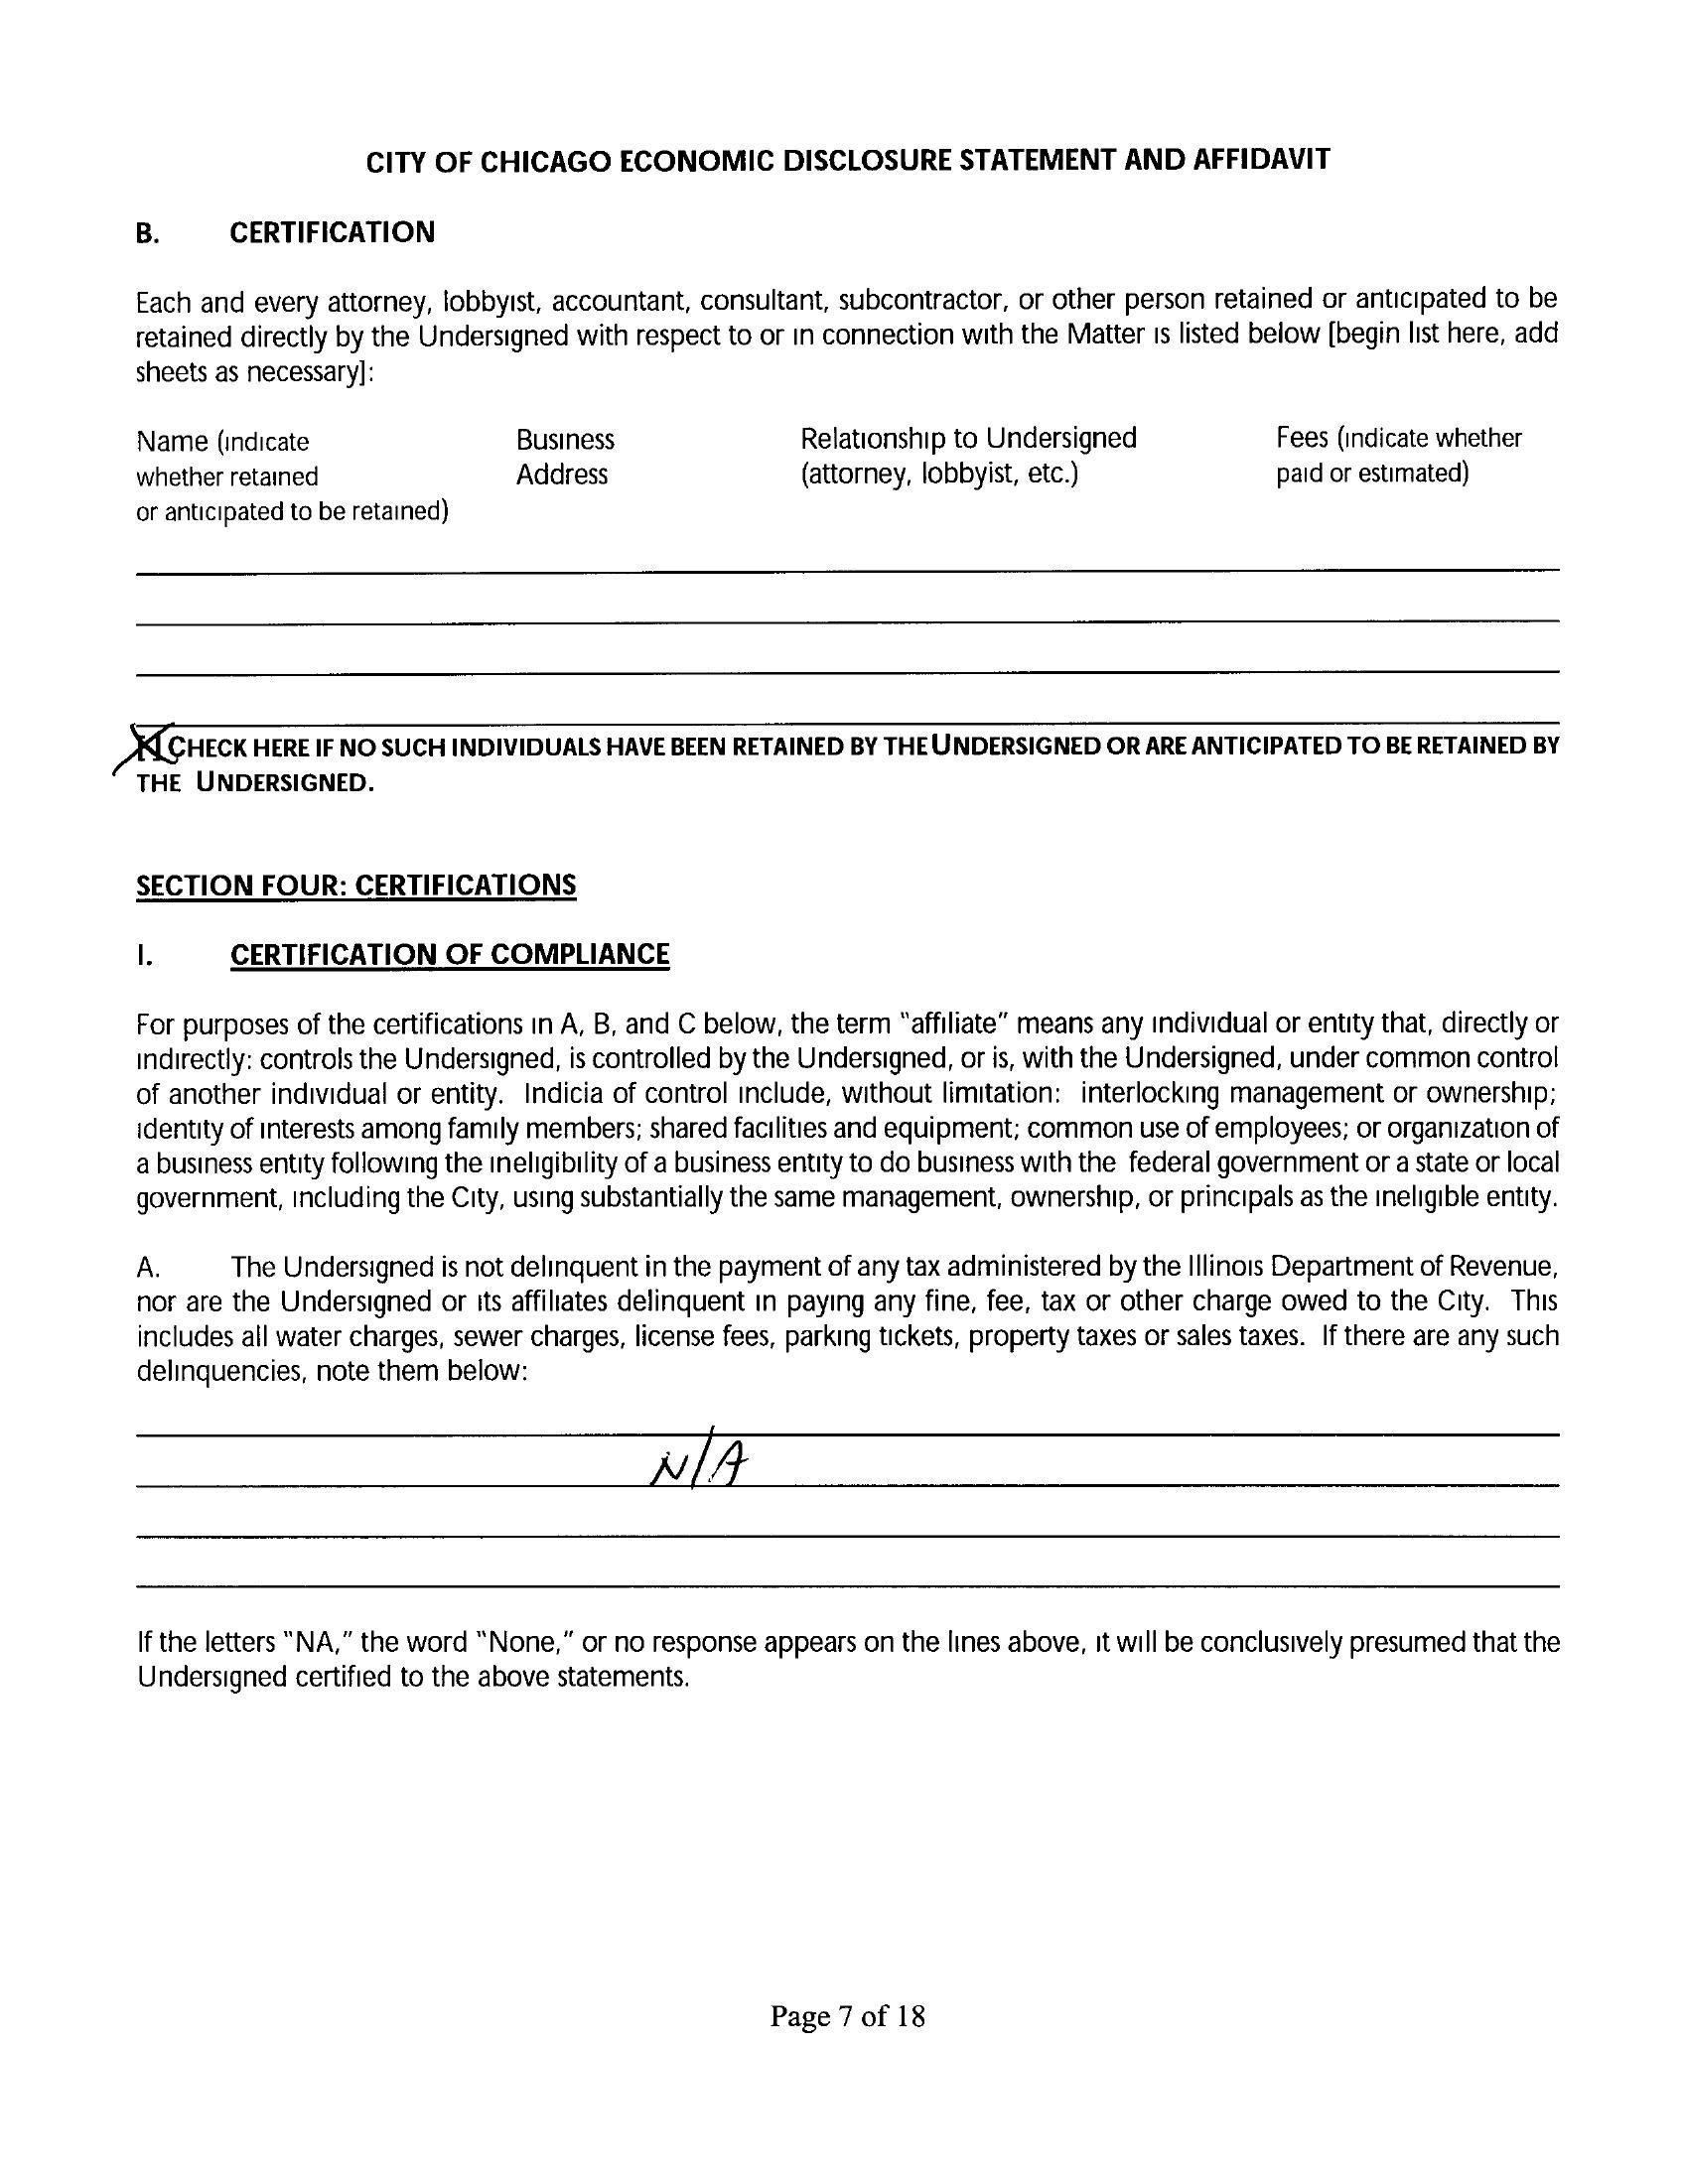 CITY OF CHICAGO ECONOMIC DISCLOSURE STATEMENT AND AFFIDAVIT
B. CERTIFICATION
Each and every attorney, lobbyist, accountant, consultant, subcontractor, or other person retained or anticipated to be
retained directly by the Undersigned with respect to or in connection with the Matter is listed below [begin list here, add
sheets as necessary]:
Name (indicate Business Relationship to Undersigned Fees (indicate whether
whether retained Address (attorney, lobbyist, etc.) paid or estimated)
or anticipated to be retained)
CHECK HERE IF NO SUCH INDIVIDUALS HAVE BEEN RETAINED BY THE UNDERSIGNED OR ARE ANTICIPATED TO BE RETAINED BY
THE UNDERSIGNED.
SECTION FOUR: CERTIFICATIONS
I. CERTIFICATION OF COMPLIANCE
For purposes of the certifications in A, B, and C below, the term "affiliate" means any individual or entity that, directly or
indirectly: controls the Undersigned, is controlled by the Undersigned, or is, with the Undersigned, under common control
of another individual or entity. Indicia of control include, without limitation: interlocking management or ownership;
identity of interests among family members; shared facilities and equipment; common use of employees; or organization of
a business entity following the ineligibility of a business entity to do business with the federal government or a state or local
government, including the City, using substantially the same management, ownership, or principals as the ineligible entity.
A. The Undersigned is not delinquent in the payment of any tax administered by the Illinois Department of Revenue,
nor are the Undersigned or its affiliates delinquent in paying any fine, fee, tax or other charge owed to the City. This
includes all water charges, sewer charges, license fees, parking tickets, property taxes or sales taxes. If there are any such
delinquencies, note them below:
N/A
If the letters "NA," the word "None," or no response appears on the lines above, it will be conclusively presumed that the
Undersigned certified to the above statements.
Page 7 of 18